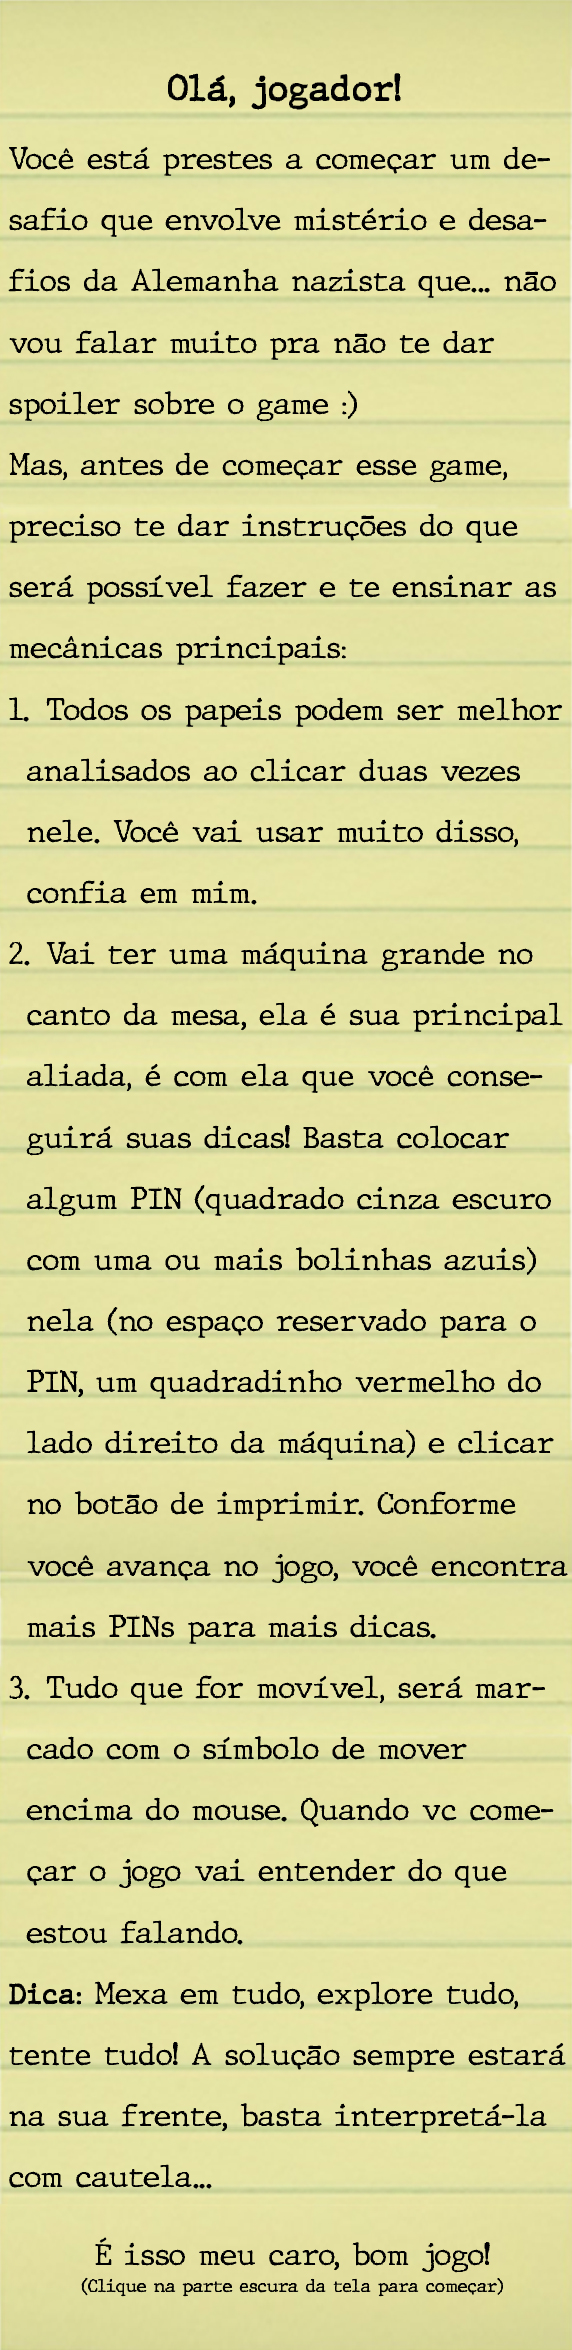 Olá, jogador!
Você está prestes a começar um de-
safio que envolve mistério e desa-
fios da Alemanha nazista que... não
vou falar muito pra não te dar
spoiler sobre o game :)
Mas, antes de começar esse game,
preciso te dar instruções do que
será possível fazer e te ensinar as
mecânicas principais:
1. Todos os papeis podem ser melhor
analisados ao clicar duas vezes
nele. Você vai usar muito disso,
confia em mim.
2. Vai ter uma máquina grande no
canto da mesa, ela é sua principal
aliada, é com ela que você conse-
guirá suas dicas! Basta colocar
algum PIN (quadrado cinza escuro
com uma ou mais bolinhas azuis)
nela (no espaço reservado para o
PIN, um quadradinho vermelho do
lado direito da máquina) e clicar
no botão de imprimir. Conforme
você avança no jogo, você encontra
mais PINs para mais dicas.
3. Tudo que for movível, será mar-
cado com o símbolo de mover
encima do mouse. Quando vc come-
çar o jogo vai entender do que
estou falando.
Dica: Mexa em tudo, explore tudo,
tente tudo! A solução sempre estará
na sua frente, basta interpretá-la
com cautela...
É isso meu caro, bom jogo!
(Clique na parte escura da tela para começar)